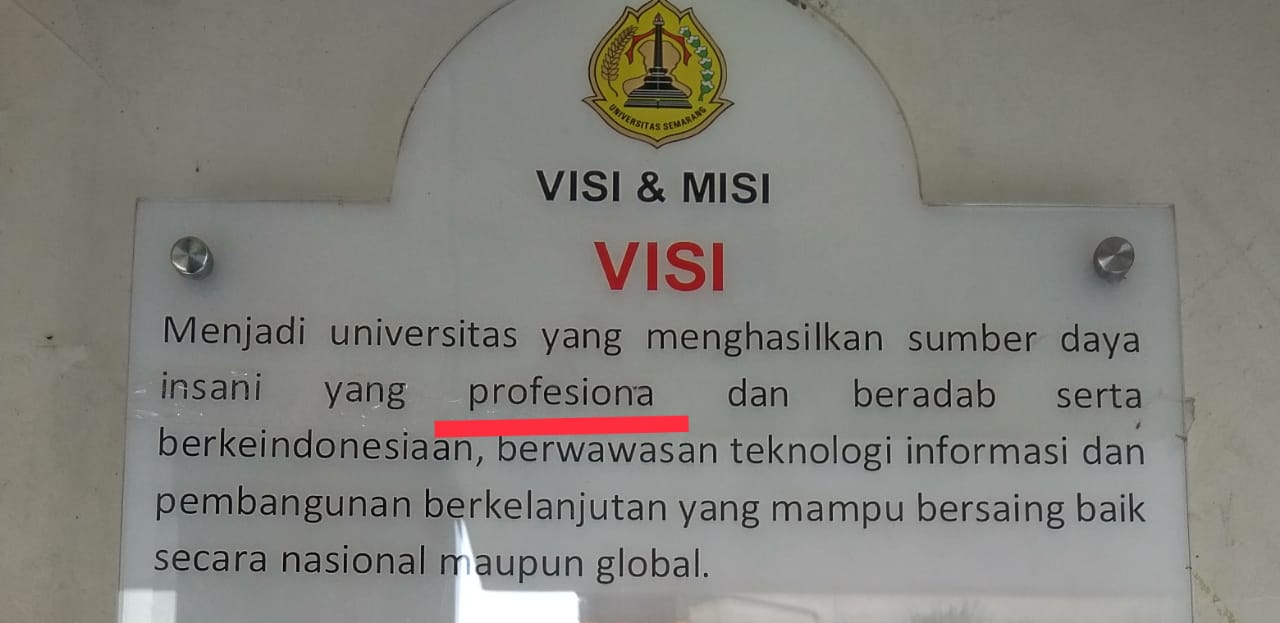 UNIVERSITAS SEMARANG
VISI & MISI
VISI
Menjadi universitas yang menghasilkan sumber daya
insani yang profesiona dan beradab serta
berkeindonesiaan, berwawasan teknologi informasi dan
pembangunan berkelanjutan yang mampu bersaing baik
secara nasional maupun global.